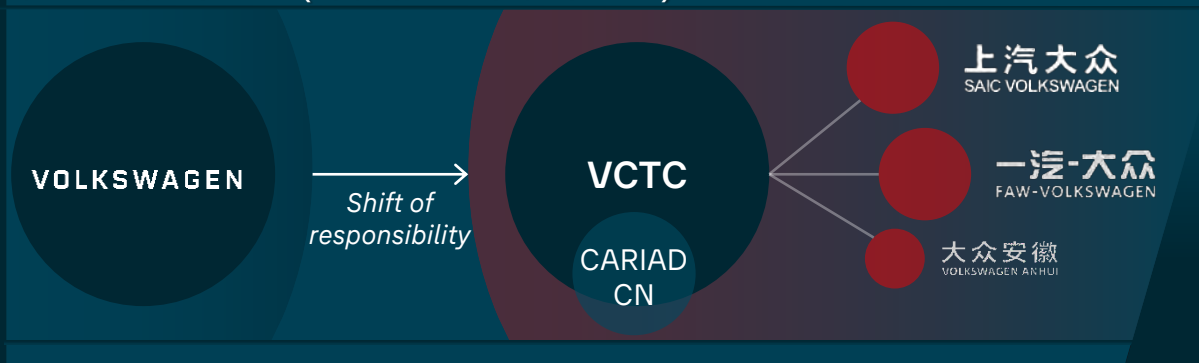 VOLKSWAGEN
Shift of
responsibility
VCTC
CARIAD
CN
上汽大众
SAIC VOLKSWAGEN
一汽-大众
FAW-VOLKSWAGEN
大众安徽
VOLKSWAGEN ANHUI